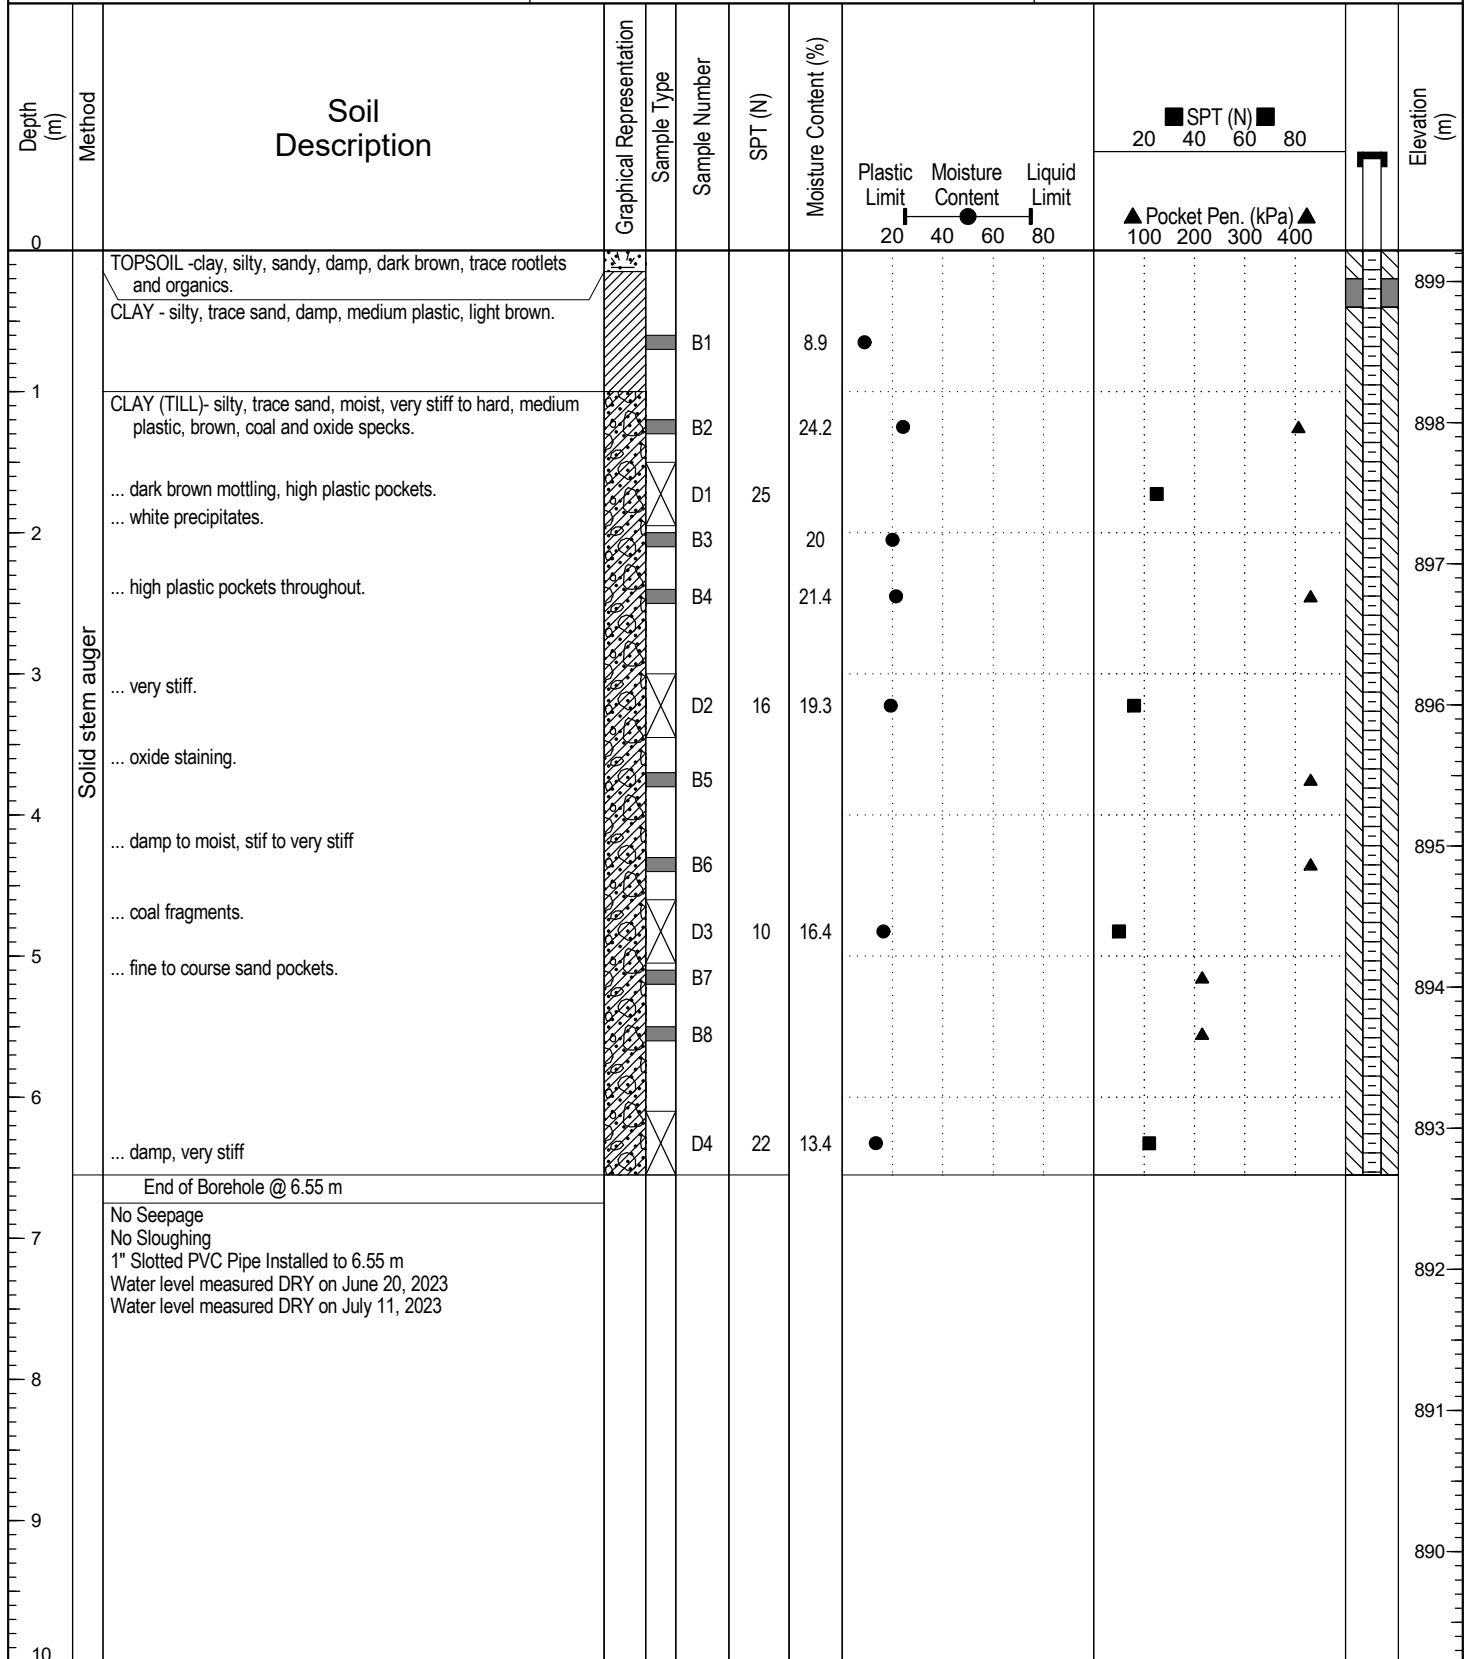 Depth
(m)
Method
Soil
Description
Graphical Representation
Sample Type
Sample Number
SPT (N)
Moisture Content (%)
Plastic Moisture Liquid
Limit Content Limit
20 40 60 80
SPT (N)
20 40 60 80
Pocket Pen. (kPa)
100 200 300 400
Elevation
(m)
0
TOPSOIL -clay, silty, sandy, damp, dark brown, trace rootlets
and organics.
899
CLAY - silty, trace sand, damp, medium plastic, light brown.
B1 8.9
1
CLAY (TILL)- silty, trace sand, moist, very stiff to hard, medium
plastic, brown, coal and oxide specks.
B2 24.2
898
... dark brown mottling, high plastic pockets.
D1 25
... white precipitates.
2
B3 20
897
... high plastic pockets throughout.
B4 21.4
Solid stem auger
3
... very stiff.
D2 16 19.3
896
... oxide staining.
B5
4
... damp to moist, stif to very stiff
895
B6
... coal fragments.
D3 10 16.4
5
... fine to course sand pockets.
B7
894
B8
6
893
D4 22 13.4
... damp, very stiff
End of Borehole @ 6.55 m
No Seepage
7
No Sloughing
1" Slotted PVC Pipe Installed to 6.55 m
892
Water level measured DRY on June 20, 2023
Water level measured DRY on July 11, 2023
8
891
9
890
10